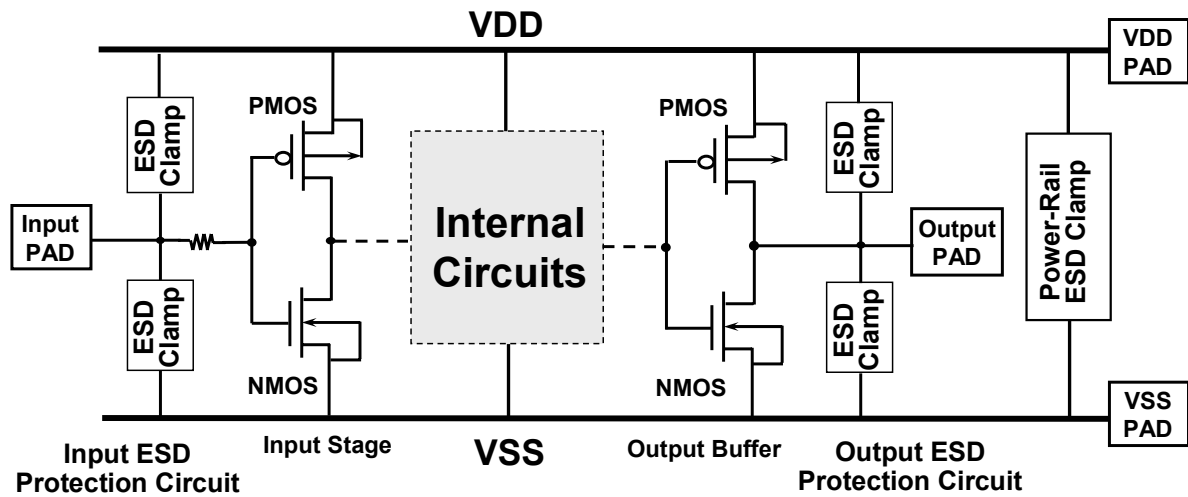 VDD
VDD
PAD
PMOS
PMOS
ESD
Clamp
ESD
Clamp
Input
PAD
Internal
Circuits
Output
PAD
Power-Rail
ESD Clamp
ESD
Clamp
ESD
Clamp
NMOS
NMOS
VSS
PAD
Input ESD
Protection Circuit
Input Stage
VSS
Output Buffer
Output ESD
Protection Circuit